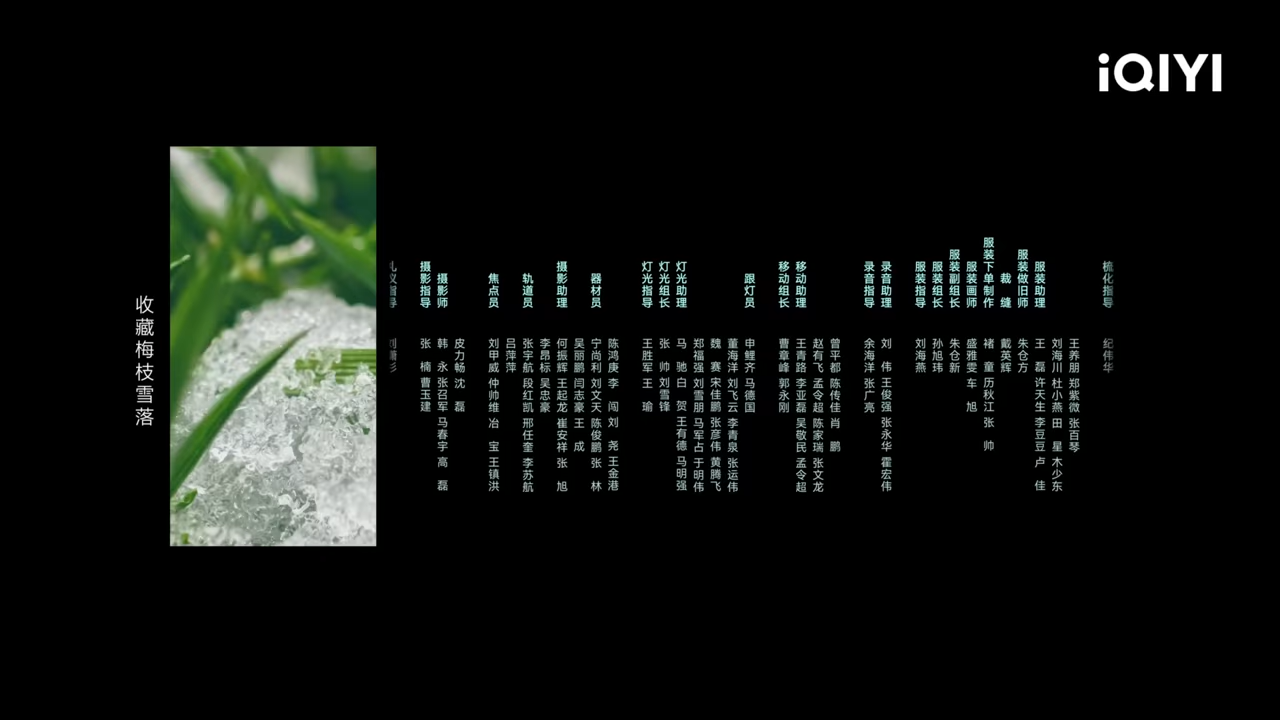 iQIYI
收藏梅枝雪落
摄影指导 张 楠 曹玉建
摄影师 韩 永 张召军 马春宇 高 磊
皮力畅 沈 磊
焦点员 刘甲威 仲帅维 冶 宝 王镇洪
吕萍萍
轨道员 张宇航 段红凯 邢任奎 李苏航
李昂标 吴忠豪
摄影助理 何振辉 王起龙 崔安祥 张 旭
吴丽鹏 闫志豪 王 成
器材员 宁尚利 刘文天 陈俊鹏 张 林
陈鸿庚 李 闯 刘 尧 王金港
灯光指导 王胜军 王 瑜
灯光组长 张 帅 刘雪锋
灯光助理 马 驰 白 贺 王有德 马明强
郑福强 刘雪朋 马军占 于明伟
魏 赛 宋佳鹏 张彦伟 黄腾飞
董海洋 刘飞云 李青泉 张运伟
跟灯员 申鲤齐 马德国
移动组长 曹章峰 郭永刚
移动助理 王青路 李亚磊 吴敬民 孟令超
赵有飞 孟令超 陈家瑞 张文龙
曾平都 陈传佳 肖 鹏
录音指导 余海洋 张广亮
录音助理 刘 伟 王俊强 张永华 霍宏伟
服装指导 刘海燕
服装组长 孙旭玮
服装副组长 朱仓新
服装画师 盛雅雯 车 旭
服装下单制作 褚 童 历秋江 张 帅
裁 缝 戴英辉
服装做旧师 朱仓方
服装助理 王 磊 许天生 李豆豆 卢 佳
刘海川 杜小燕 田 星 木少东
王养朋 郑紫微 张百琴
梳化指导 纪伟华